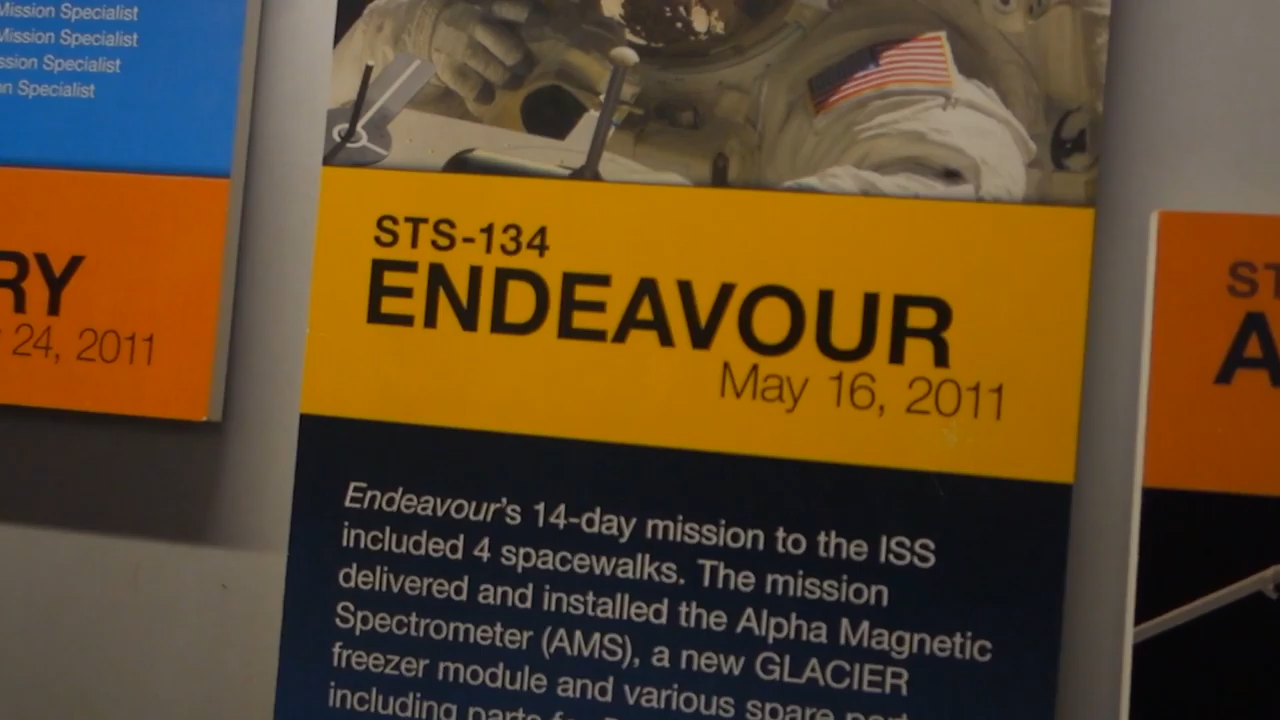 Mission Specialist
Mission Specialist
Specialist
Specialist
RY
24, 2011
STS-134
ENDEAVOUR
May 16, 2011
Endeavour's 14-day mission to the ISS
included 4 spacewalks. The mission
delivered and installed the Alpha Magnetic
Spectrometer (AMS), a new GLACIER
freezer module and various spare
including parts
ST
A